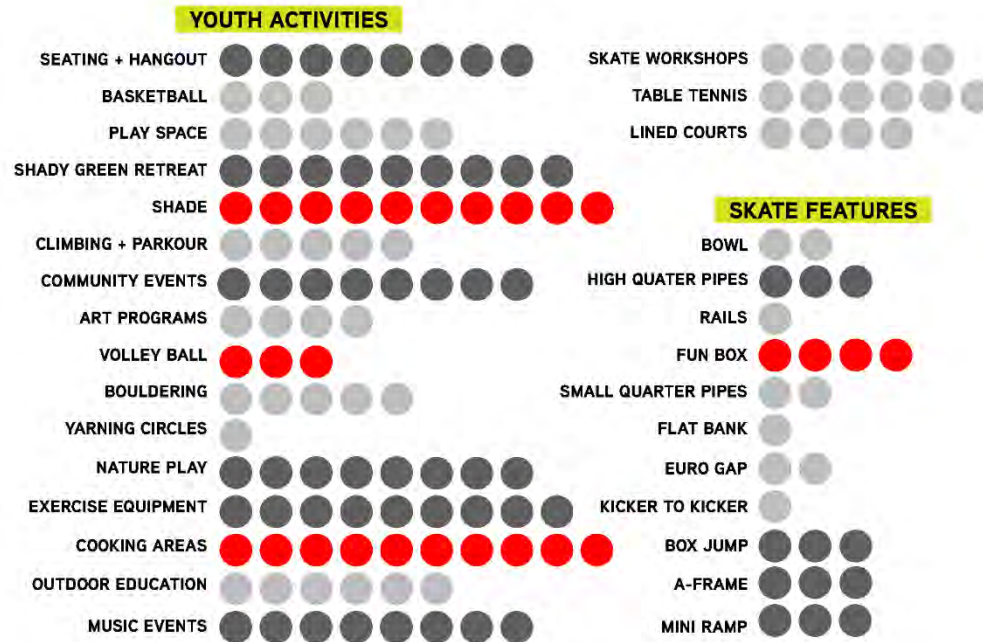 YOUTH ACTIVITIES
SEATING + HANGOUT
BASKETBALL
PLAY SPACE
SHADY GREEN RETREAT
SHADE
CLIMBING + PARKOUR
COMMUNITY EVENTS
ART PROGRAMS
VOLLEY BALL
BOULDERING
YARNING CIRCLES
NATURE PLAY
EXERCISE EQUIPMENT
COOKING AREAS
OUTDOOR EDUCATION
MUSIC EVENTS
SKATE WORKSHOPS
TABLE TENNIS
LINED COURTS
SKATE FEATURES
BOWL
HIGH QUATER PIPES
RAILS
FUN BOX
SMALL QUARTER PIPES
FLAT BANK
EURO GAP
KICKER TO KICKER
BOX JUMP
A-FRAME
MINI RAMP